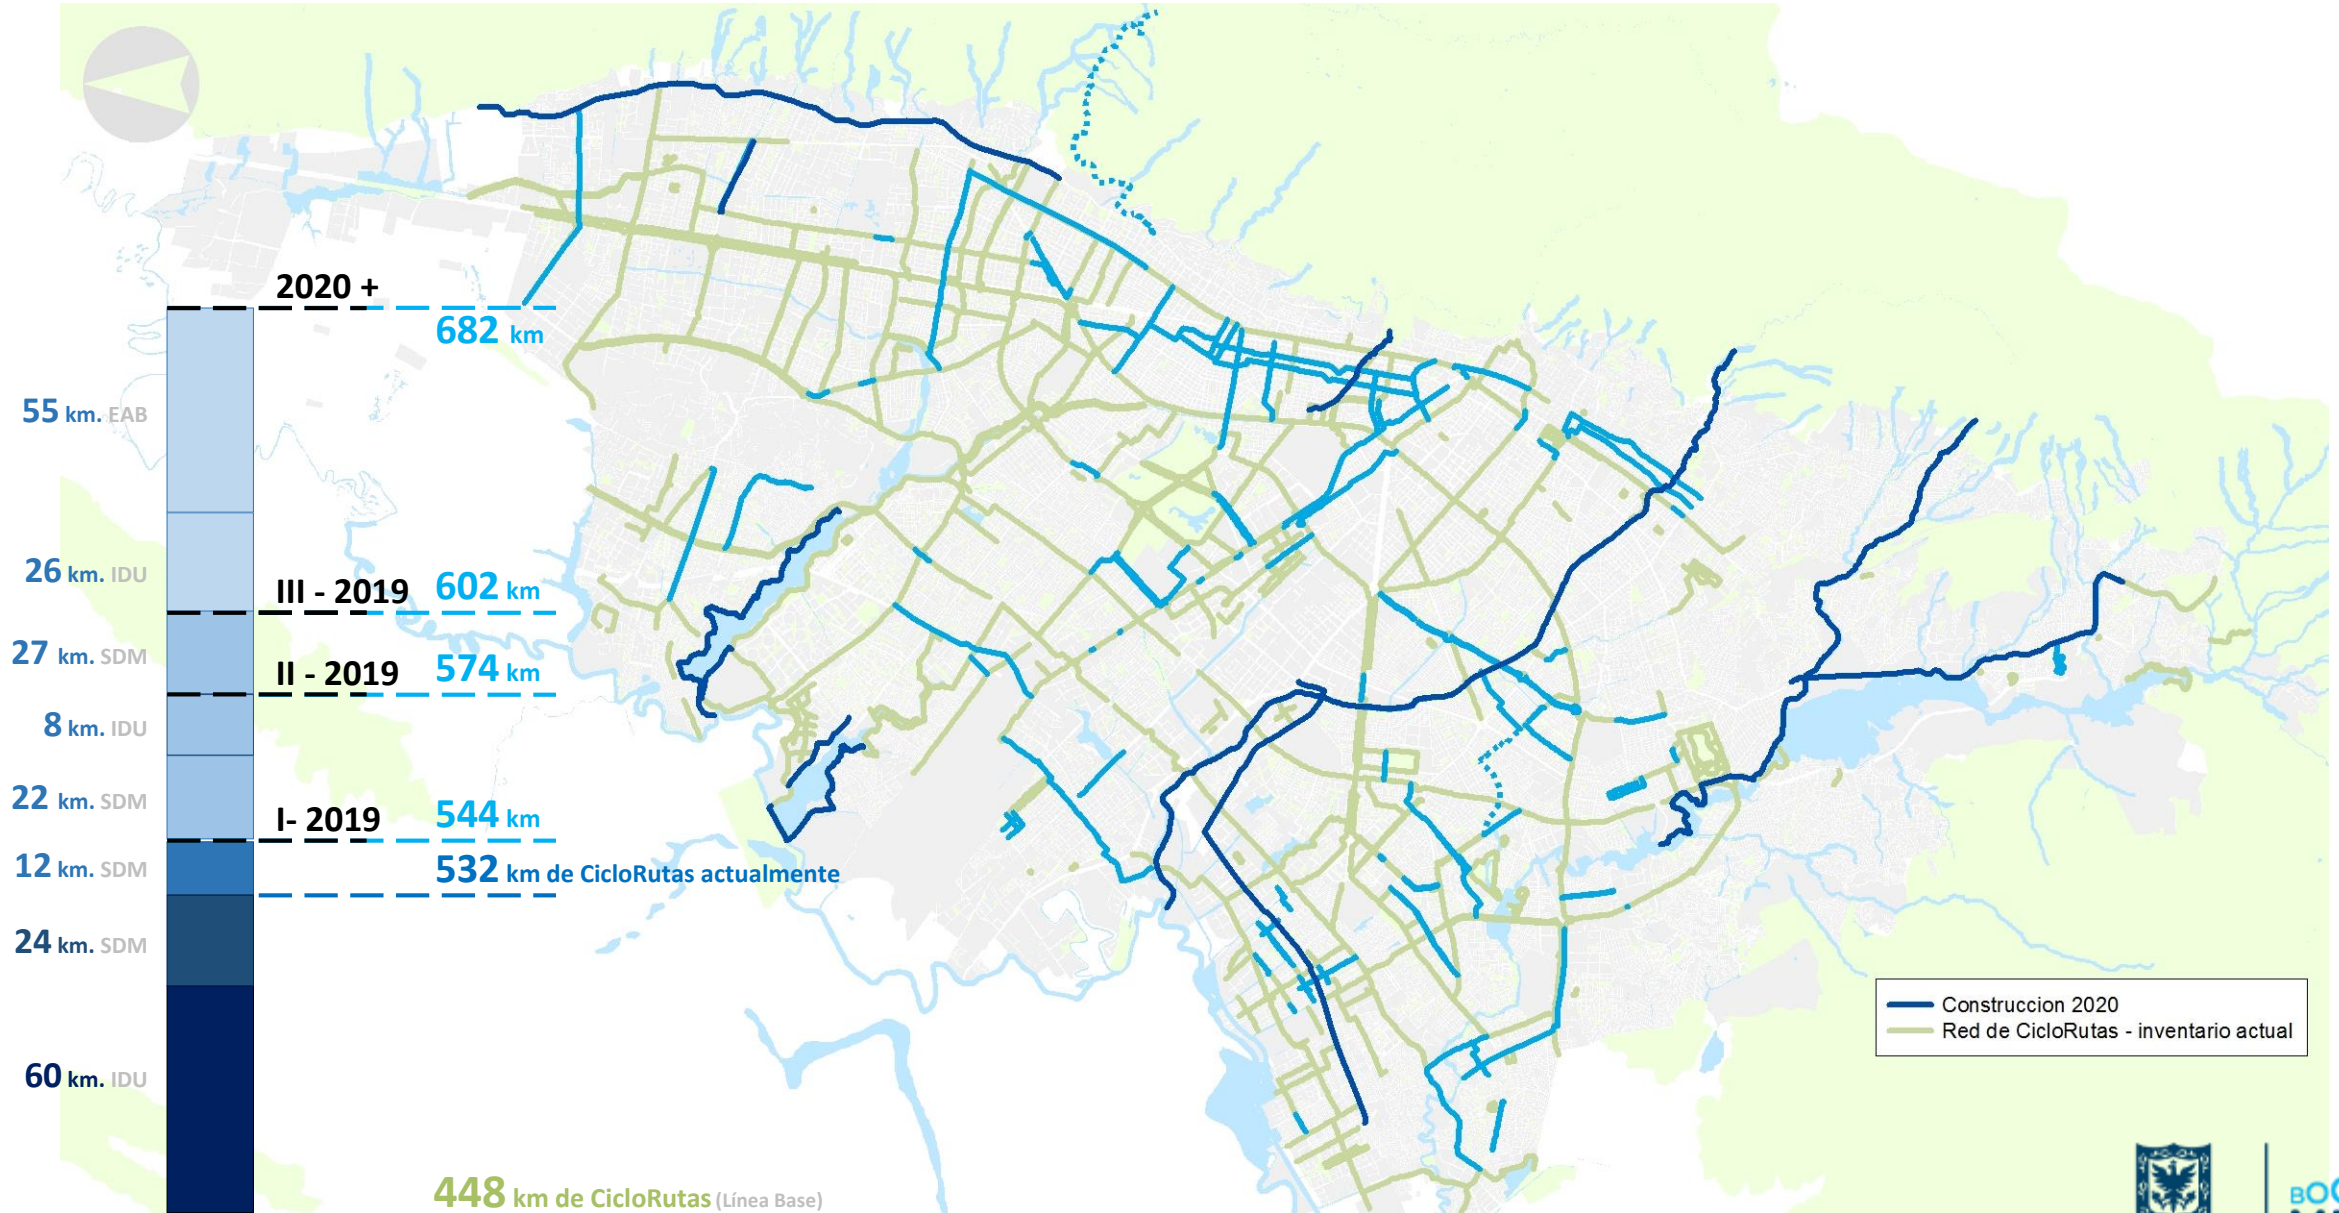 2020 +
682 km
55 km. EAB
26 km. IDU
III - 2019
602 km
27 km. SDM
II - 2019
574 km
8 km. IDU
22 km. SDM
I- 2019
544 km
12 km. SDM
532 km de CicloRutas actualmente
24 km. SDM
60 km. IDU
448 km de CicloRutas (Línea Base)
Construccion 2020
Red de CicloRutas - inventario actual